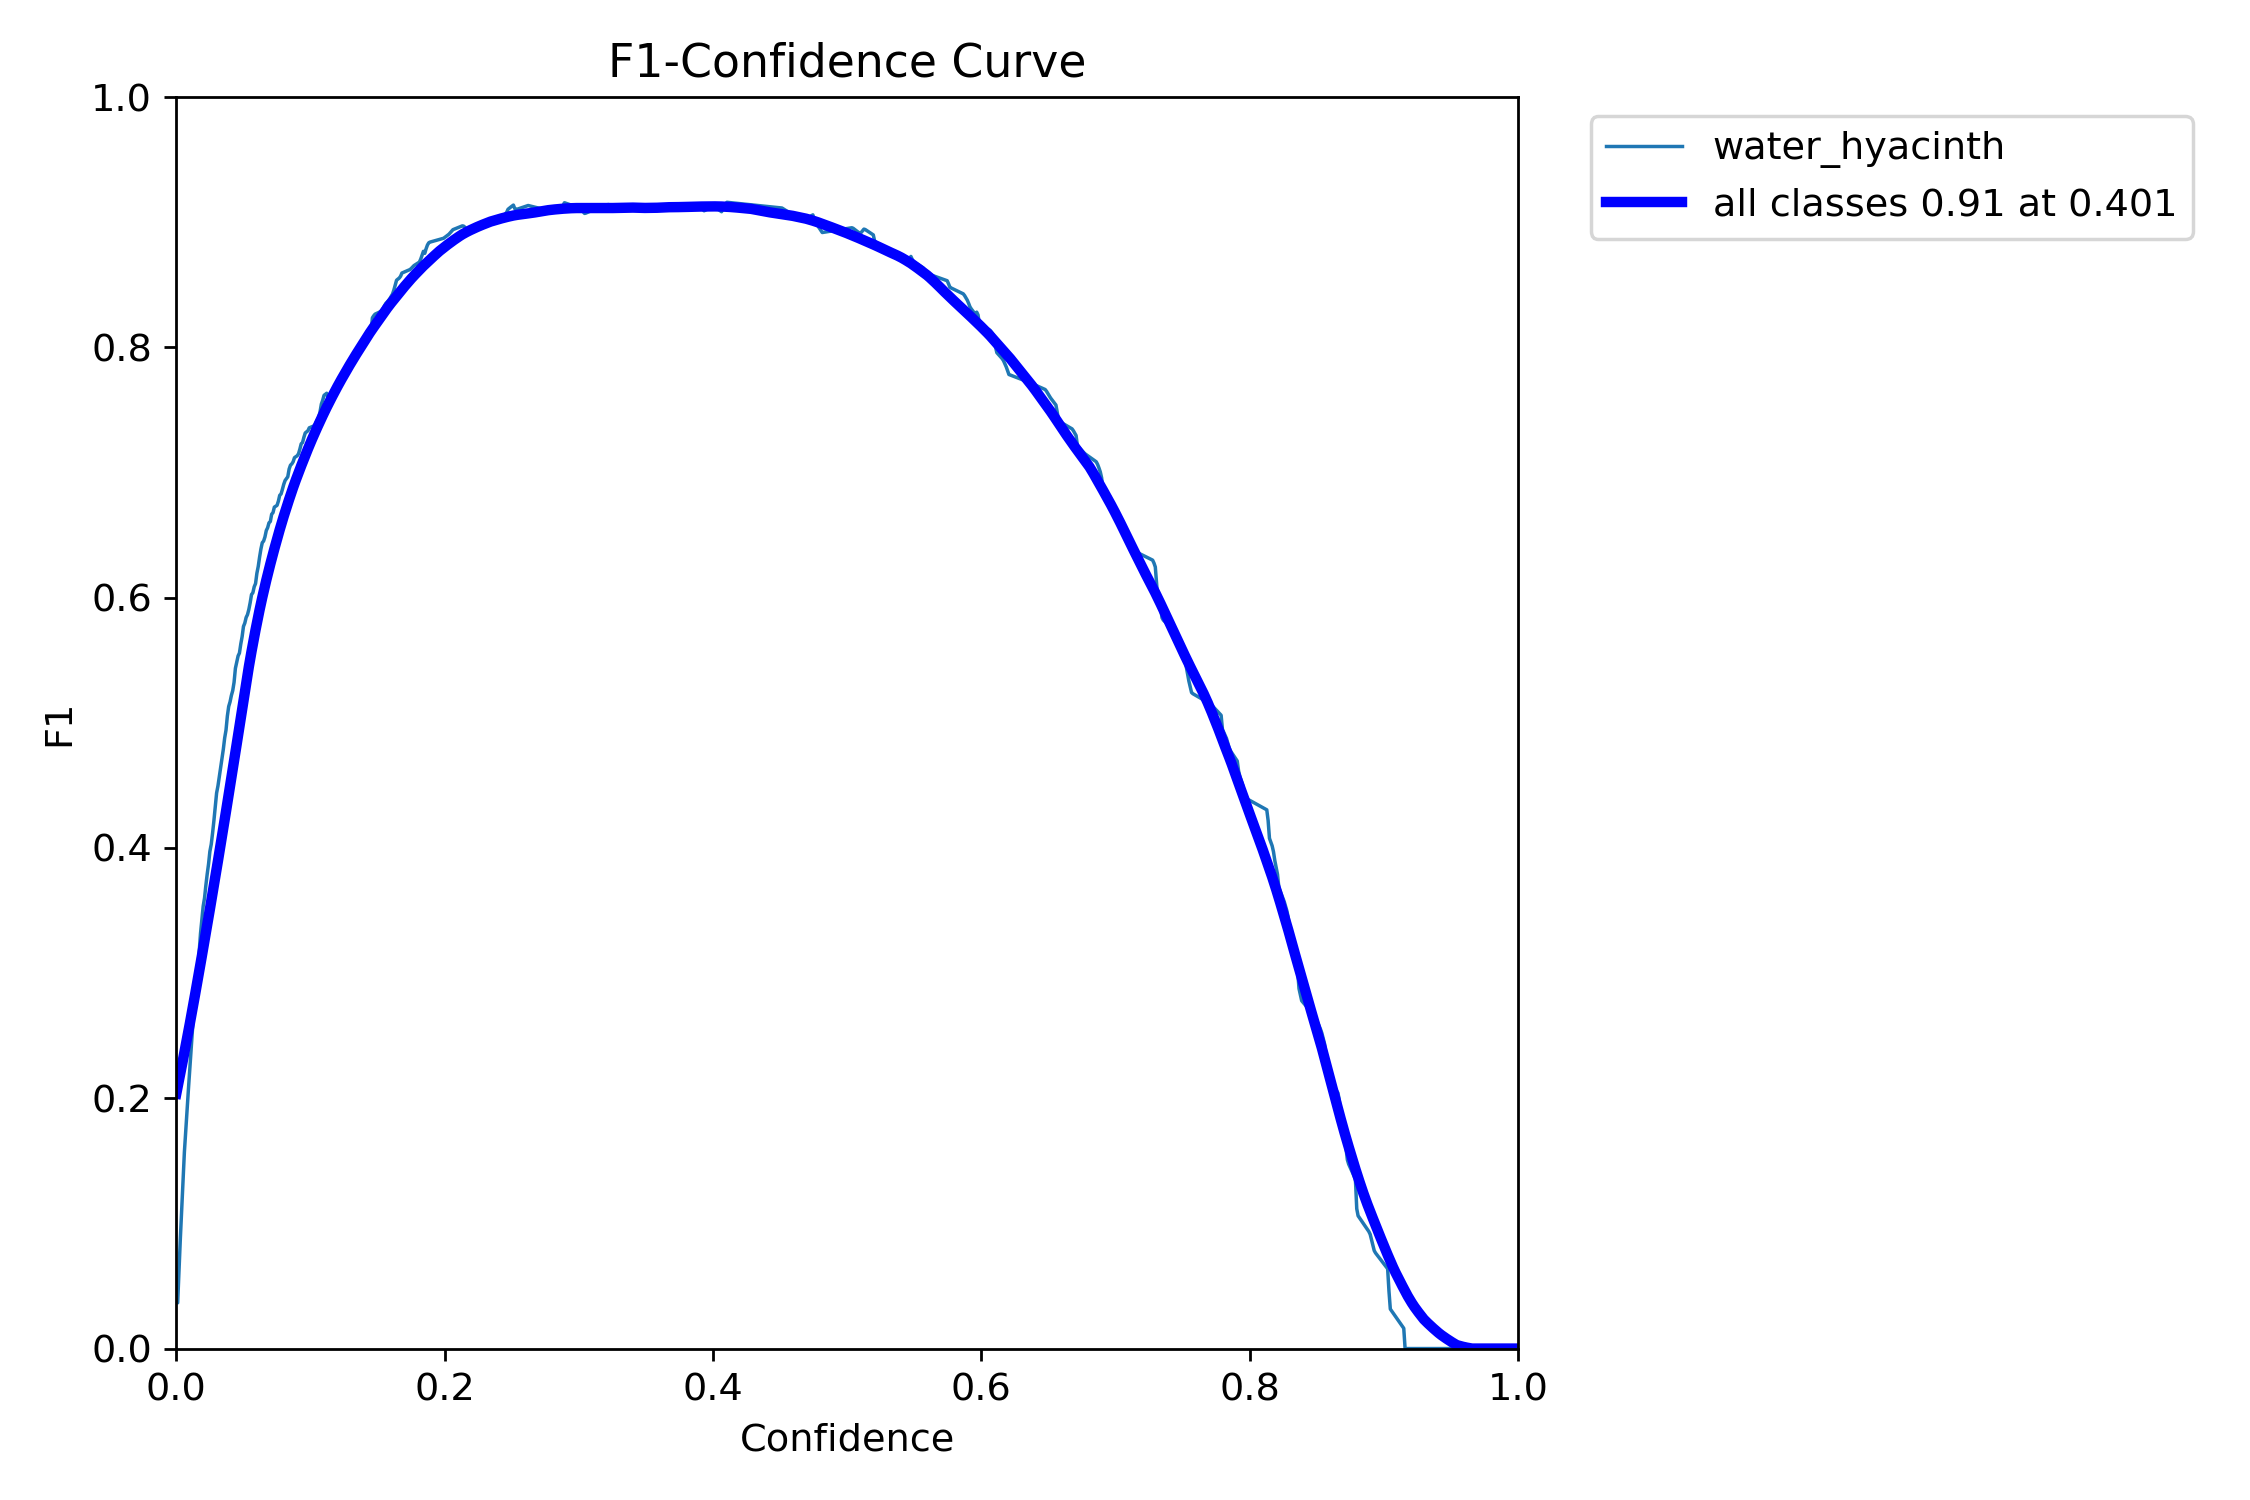 F1-Confidence Curve
1.0
0.8
0.6
0.4
0.2
0.0
F1
0.0 0.2 0.4 0.6 0.8 1.0
Confidence
water_hyacinth
all classes 0.91 at 0.401